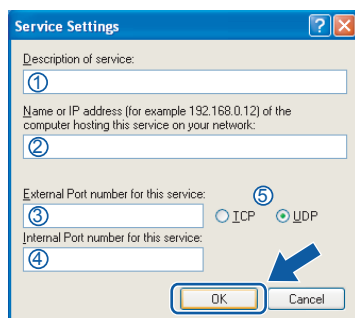 Service Settings
Description of service:
①
Name or IP address (for example 192.168.0.12) of the
computer hosting this service on your network:
②
External Port number for this service:
⑤
③
TCP
UDP
Internal Port number for this service:
④
OK
Cancel